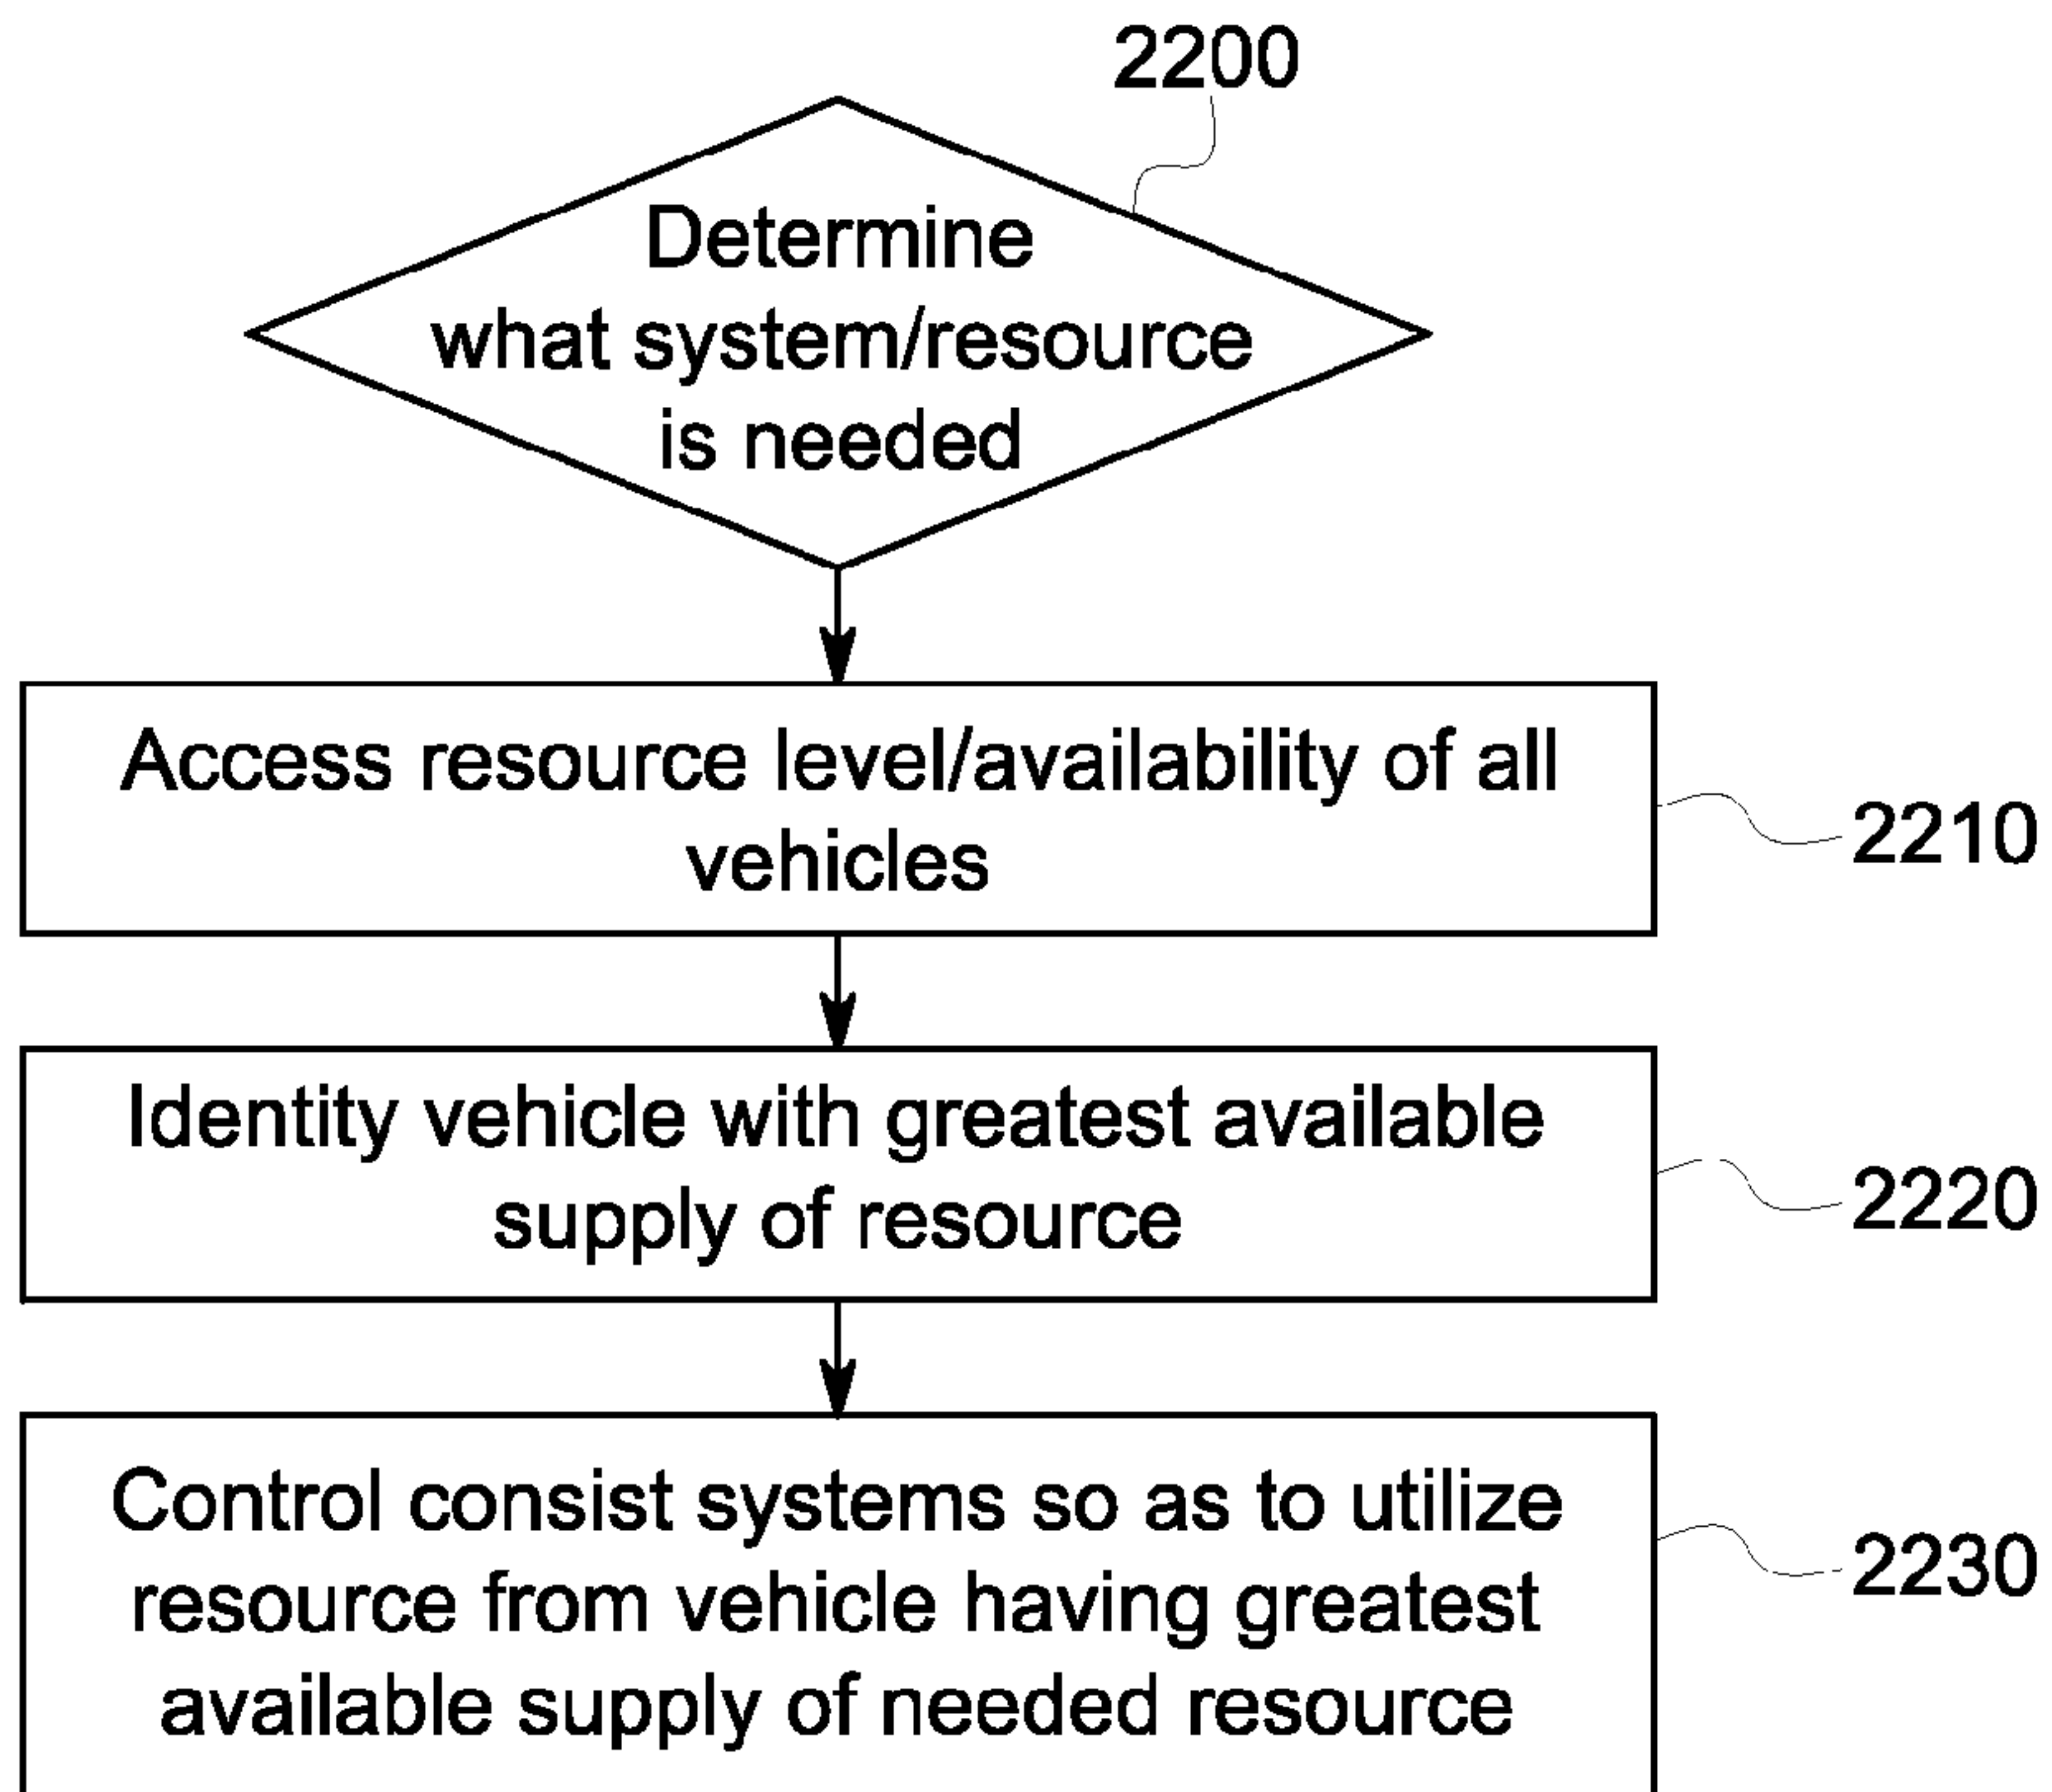 2200
Determine
what system/resource
is needed
Access resource level/availability of all
vehicles
2210
Identity vehicle with greatest available
supply of resource
2220
Control consist systems so as to utilize
resource from vehicle having greatest
available supply of needed resource
2230